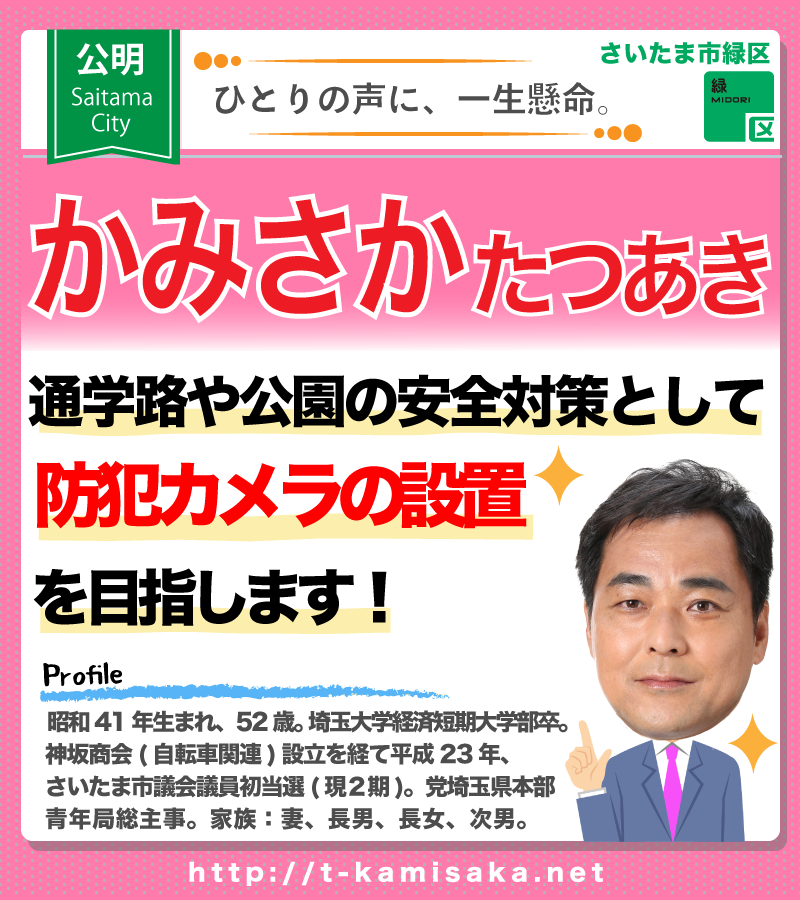 公明
Saitama
City
ひとりの声に、一生懸命。
さいたま市緑区
緑
MIDORI
区
かみさかたつあき
通学路や公園の安全対策として
防犯カメラの設置
を目指します！
Profile
昭和41年生まれ、52歳。埼玉大学経済短期大学部卒。
神坂商会(自転車関連)設立を経て平成23年、
さいたま市議会議員初当選(現2期)。党埼玉県本部
青年局総主事。家族：妻、長男、長女、次男。
http://t-kamisaka.net